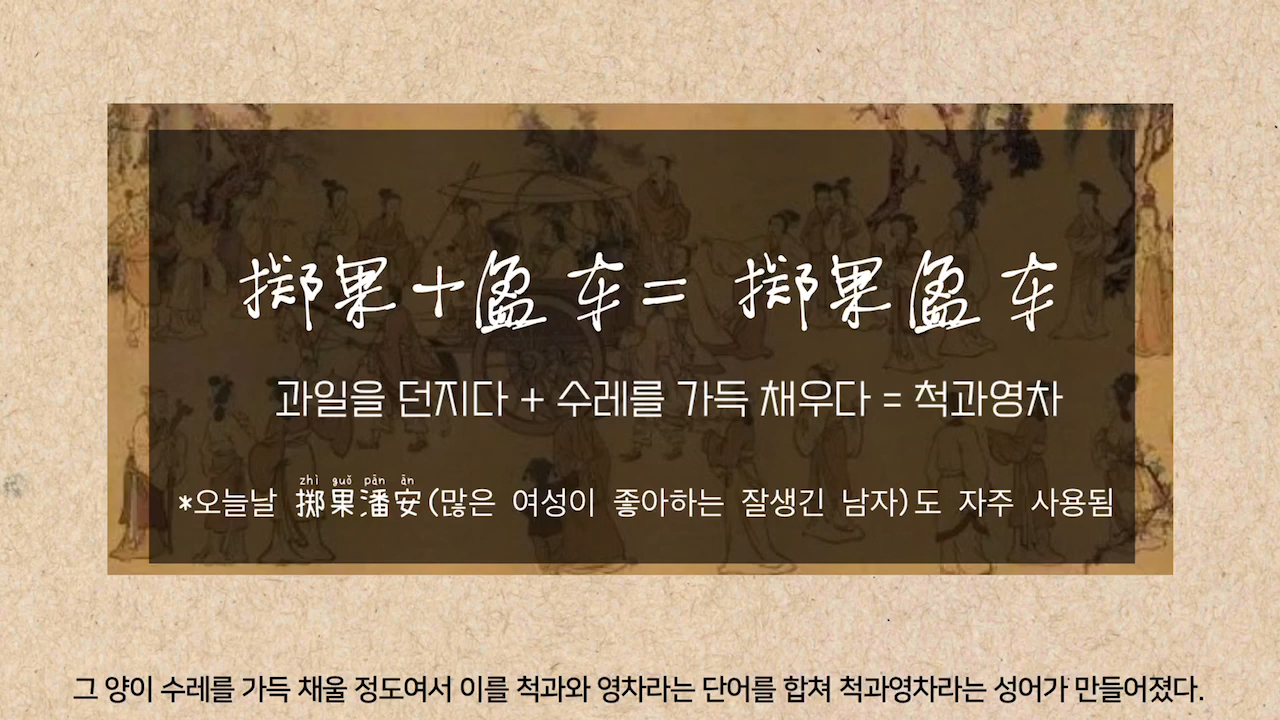 掷果+盈车= 掷果盈车
과일을 던지다 + 수레를 가득 채우다 = 척과영차
zhì guǒ pān ān
*오늘날 掷果潘安(많은 여성이 좋아하는 잘생긴 남자)도 자주 사용됨
그 양이 수레를 가득 채울 정도여서 이를 척과와 영차라는 단어를 합쳐 척과영차라는 성어가 만들어졌다.